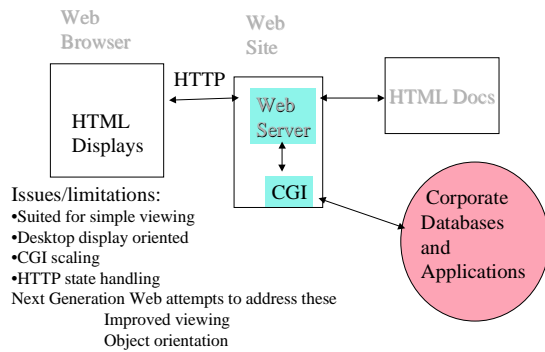 Web
Browser
Web
Site
HTTP
HTML
Displays
Web
Server
HTML Docs
CGI
Corporate
Databases
and
Applications
Issues/limitations:
•Suited for simple viewing
•Desktop display oriented
•CGI scaling
•HTTP state handling
Next Generation Web attempts to address these
Improved viewing
Object orientation